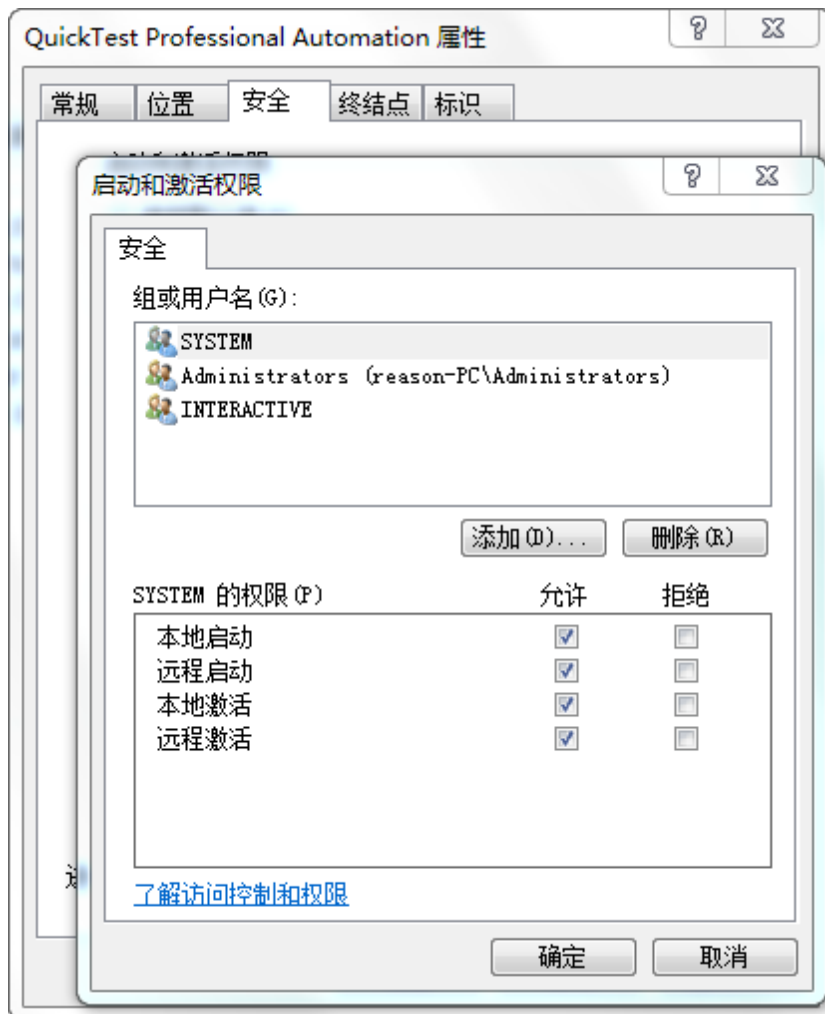 QuickTest Professional Automation 属性
常规 位置 安全 终结点 标识
启动和激活权限
安全
组或用户名(G):
SYSTEM
Administrators (reason-PC\Administrators)
INTERACTIVE
添加(D)... 删除(R)
SYSTEM 的权限(P) 允许 拒绝
本地启动
远程启动
本地激活
远程激活
了解访问控制和权限
确定 取消